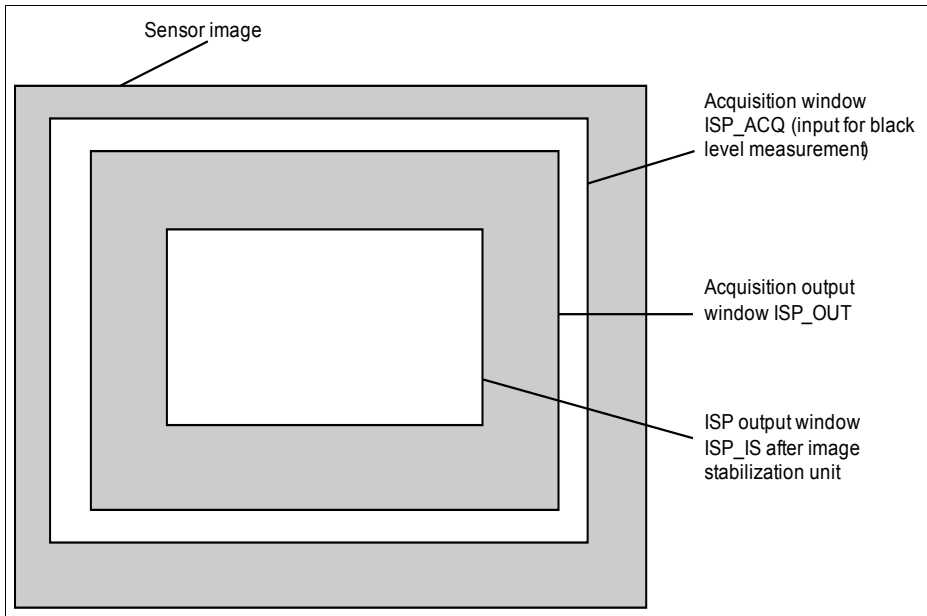 Sensor image
Acquisition window
ISP_ACQ (input for black
level measurement)
Acquisition output
window ISP_OUT
ISP output window
ISP_IS after image
stabilization unit